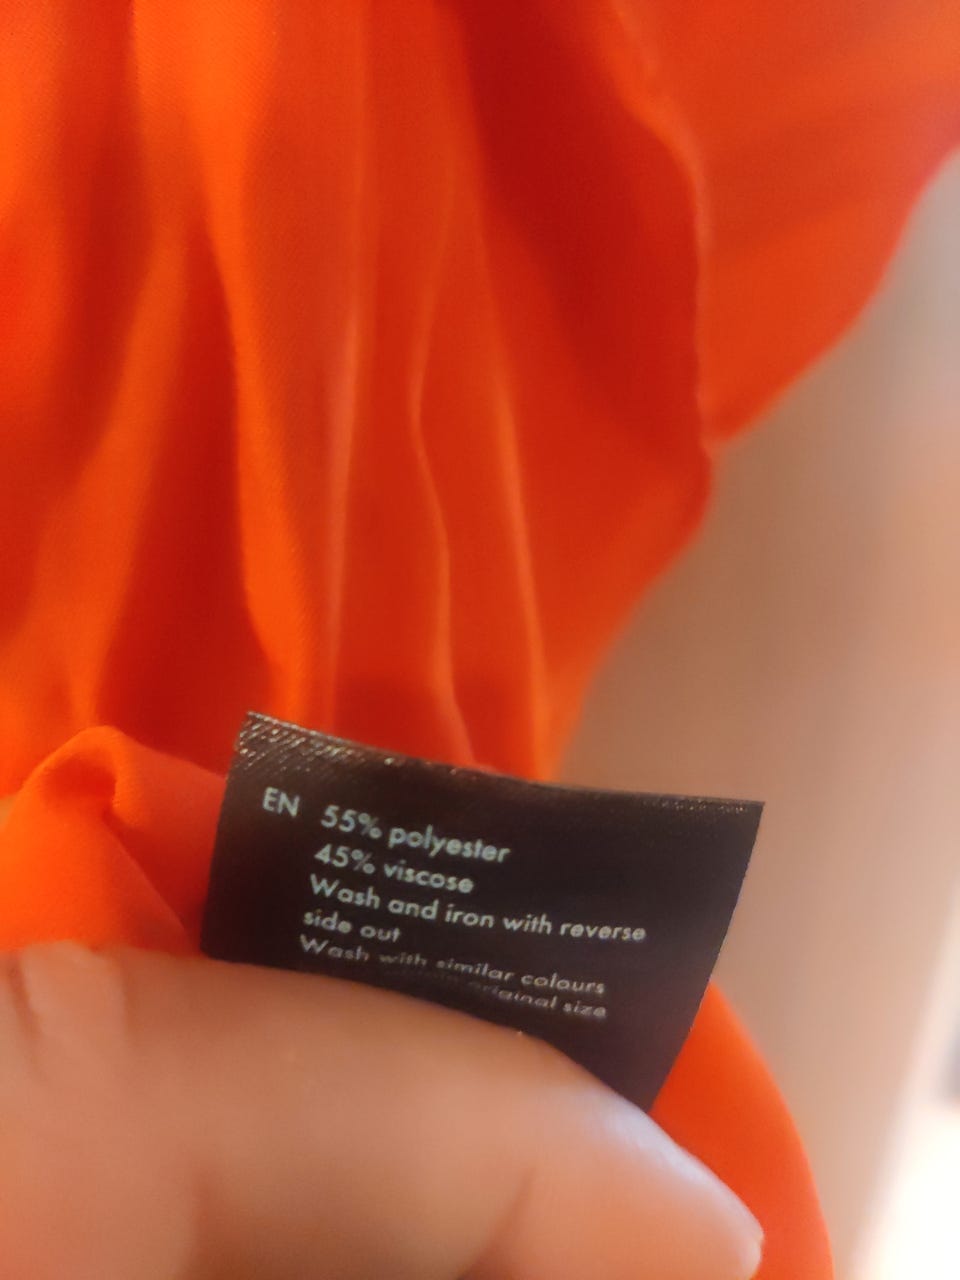 EN 55% polyester
45% viscose
Wash and iron with reverse
side out
Wash with similar colours
original size